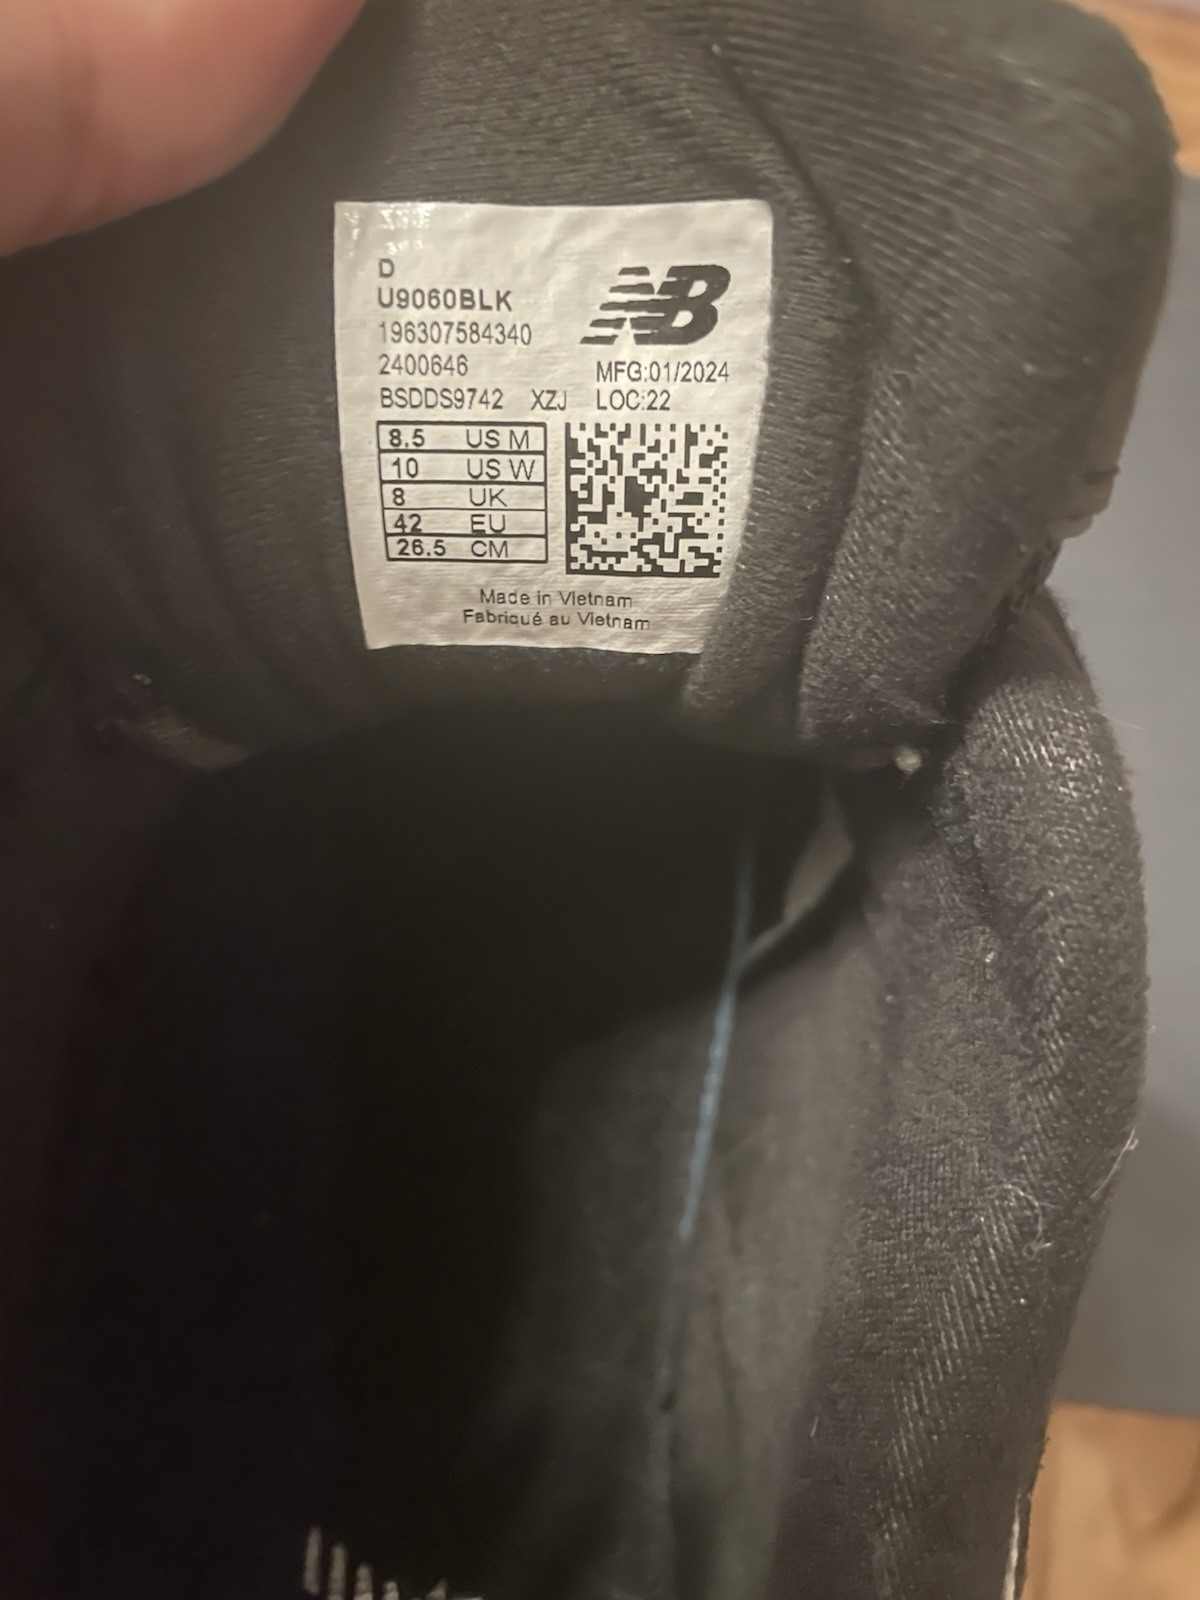 D
U9060BLK
196307584340
2400646
BSDDS9742 XZJ
NB
MFG:01/2024
LOC:22
8.5 US M
10 US W
8 UK
42 EU
26.5 CM
Made in Vietnam
Fabriqué au Vietnam